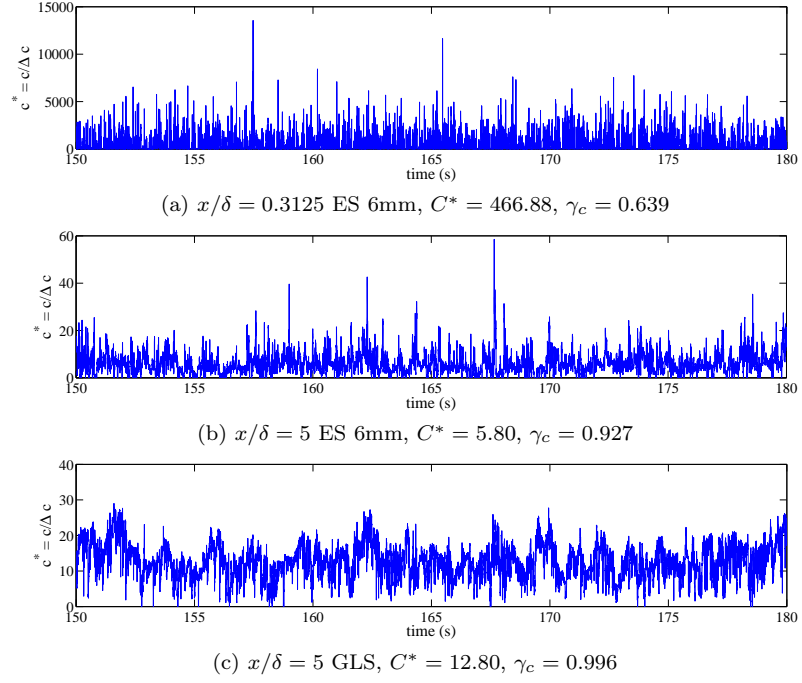 15000
10000
5000
0
c* = c/Δ c
150 155 160 165 170 175 180
time (s)
(a) x/δ = 0.3125 ES 6mm, C* = 466.88, γc = 0.639
60
40
20
0
c* = c/Δ c
150 155 160 165 170 175 180
time (s)
(b) x/δ = 5 ES 6mm, C* = 5.80, γc = 0.927
40
30
20
10
0
c* = c/Δ c
150 155 160 165 170 175 180
time (s)
(c) x/δ = 5 GLS, C* = 12.80, γc = 0.996